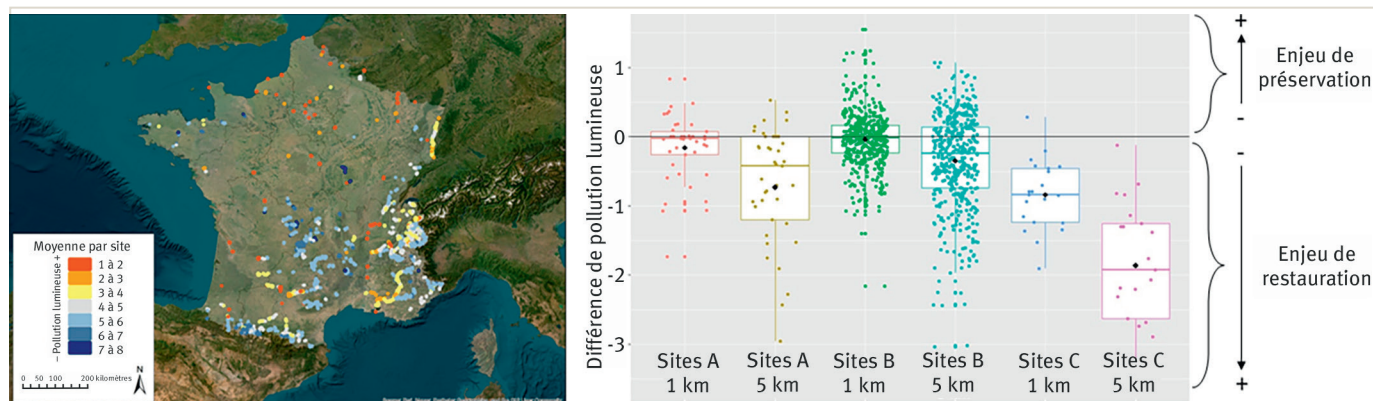 Moyenne par site
– Pollution lumineuse +
1 à 2
2 à 3
3 à 4
4 à 5
5 à 6
6 à 7
7 à 8
0 50 100 200 kilomètres
N
Différence de pollution lumineuse
1
0
-1
-2
-3
Sites A
1 km
Sites A
5 km
Sites B
1 km
Sites B
5 km
Sites C
1 km
Sites C
5 km
+
Enjeu de
préservation
-
-
Enjeu de
restauration
+